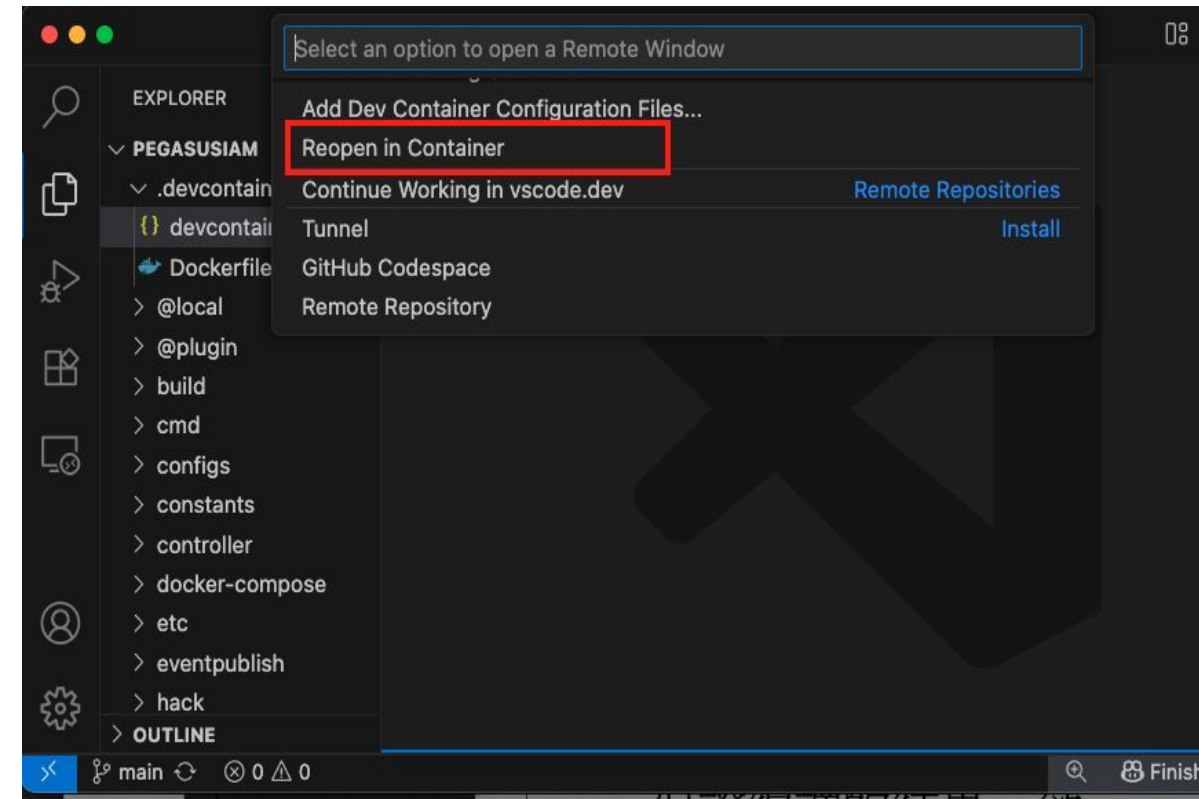 Select an option to open a Remote Window
Add Dev Container Configuration Files...
Reopen in Container
Continue Working in vscode.dev Remote Repositories
Tunnel Install
GitHub Codespace
Remote Repository
EXPLORER
PEGASUSIAM
.devcontain
{} devcontai
Dockerfile
@local
@plugin
build
cmd
configs
constants
controller
docker-compose
etc
eventpublish
hack
OUTLINE
main 0 0 Finish